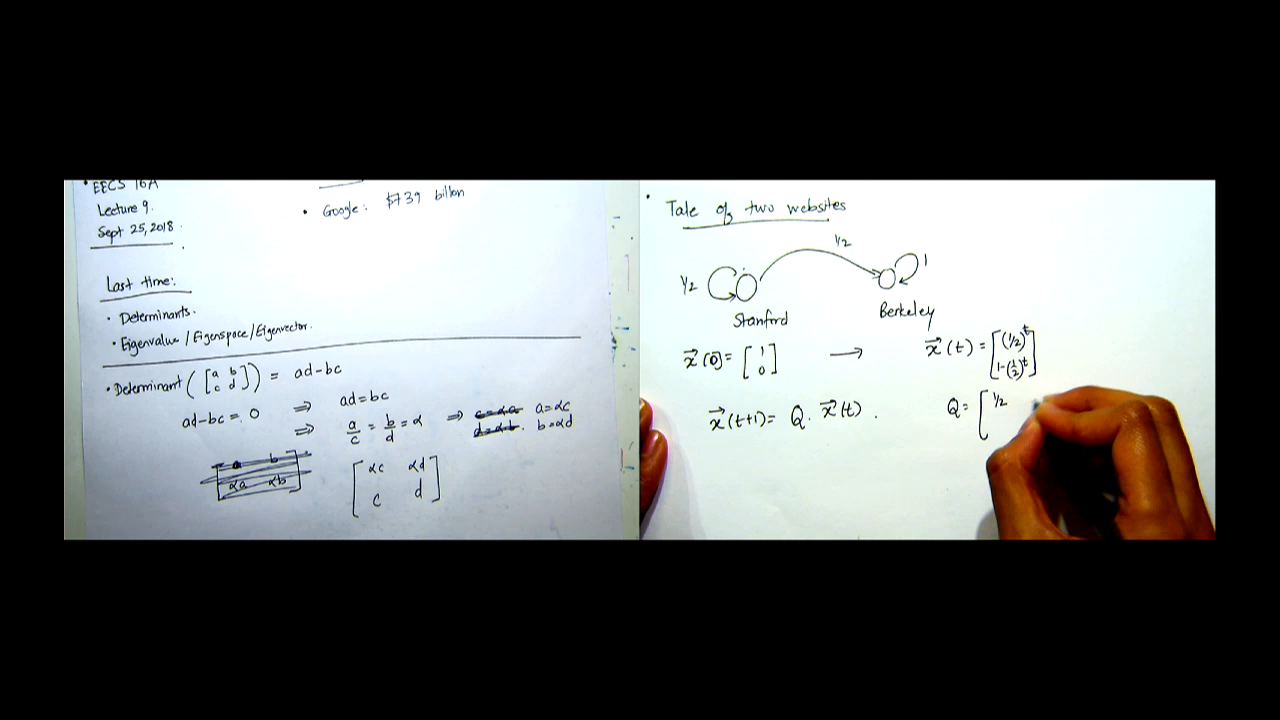 • EECS 16A
Lecture 9.
Sept 25, 2018.
• Google: $739 billion
Last time:
• Determinants.
• Eigenvalue / Eigenspace / Eigenvector.
• Determinant ( [ a b
c d ] ) = ad-bc
ad-bc = 0 ⇒ ad=bc
⇒ a/c = b/d = α ⇒ c=αa a=αc
d=αb. b=αd
a b
αa αb
[ αc αd
c d ]
• Tale of two websites
1/2
1/2
1
Stanford
Berkeley
x⃗(0) = [ 1
0 ] → x⃗(t) = [ (1/2)^t
1-(1/2)^t ]
x⃗(t+1) = Q. x⃗(t). Q = [ 1/2